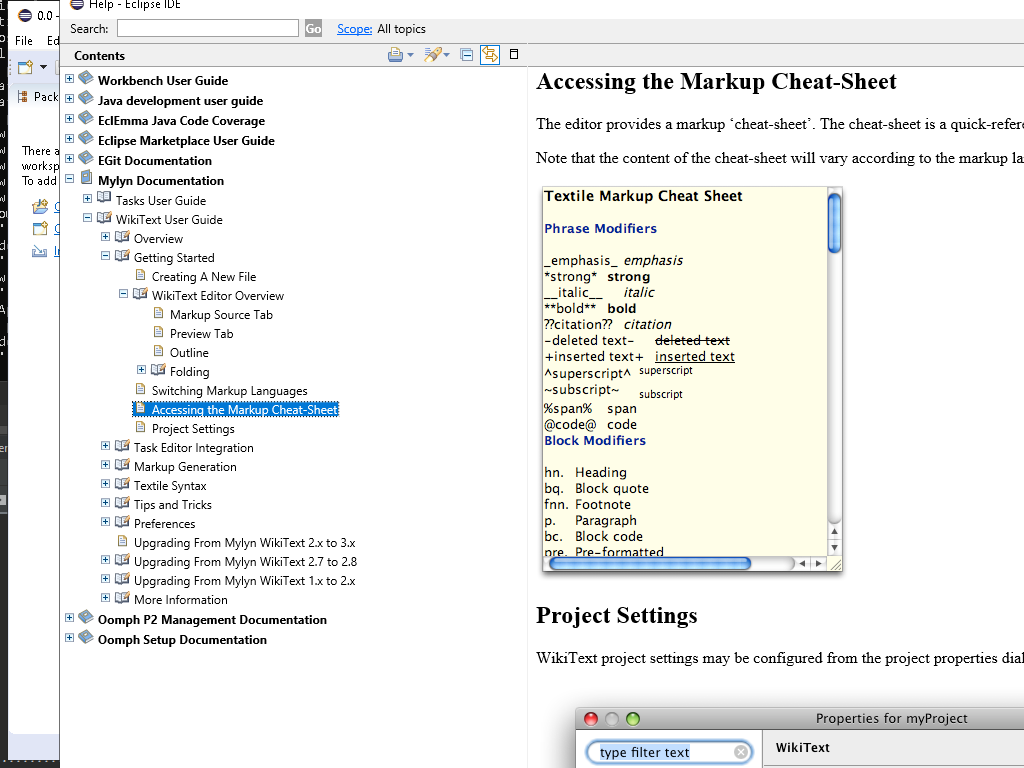 0.0 -
File Ed
Pack
There a
worksp
To add
Help - Eclipse IDE
Search:
Go
Scope: All topics
Contents
Workbench User Guide
Java development user guide
EclEmma Java Code Coverage
Eclipse Marketplace User Guide
EGit Documentation
Mylyn Documentation
Tasks User Guide
WikiText User Guide
Overview
Getting Started
Creating A New File
WikiText Editor Overview
Markup Source Tab
Preview Tab
Outline
Folding
Switching Markup Languages
Accessing the Markup Cheat-Sheet
Project Settings
Task Editor Integration
Markup Generation
Textile Syntax
Tips and Tricks
Preferences
Upgrading From Mylyn WikiText 2.x to 3.x
Upgrading From Mylyn WikiText 2.7 to 2.8
Upgrading From Mylyn WikiText 1.x to 2.x
More Information
Oomph P2 Management Documentation
Oomph Setup Documentation
Accessing the Markup Cheat-Sheet
The editor provides a markup ‘cheat-sheet’. The cheat-sheet is a quick-refere
Note that the content of the cheat-sheet will vary according to the markup la
Textile Markup Cheat Sheet
Phrase Modifiers
_emphasis_ emphasis
*strong* strong
__italic__ italic
**bold** bold
??citation?? citation
-deleted text- deleted text
+inserted text+ inserted text
^superscript^ superscript
~subscript~ subscript
%span% span
@code@ code
Block Modifiers
hn. Heading
bq. Block quote
fnn. Footnote
p. Paragraph
bc. Block code
pre. Pre-formatted
Project Settings
WikiText project settings may be configured from the project properties dial
Properties for myProject
type filter text
WikiText